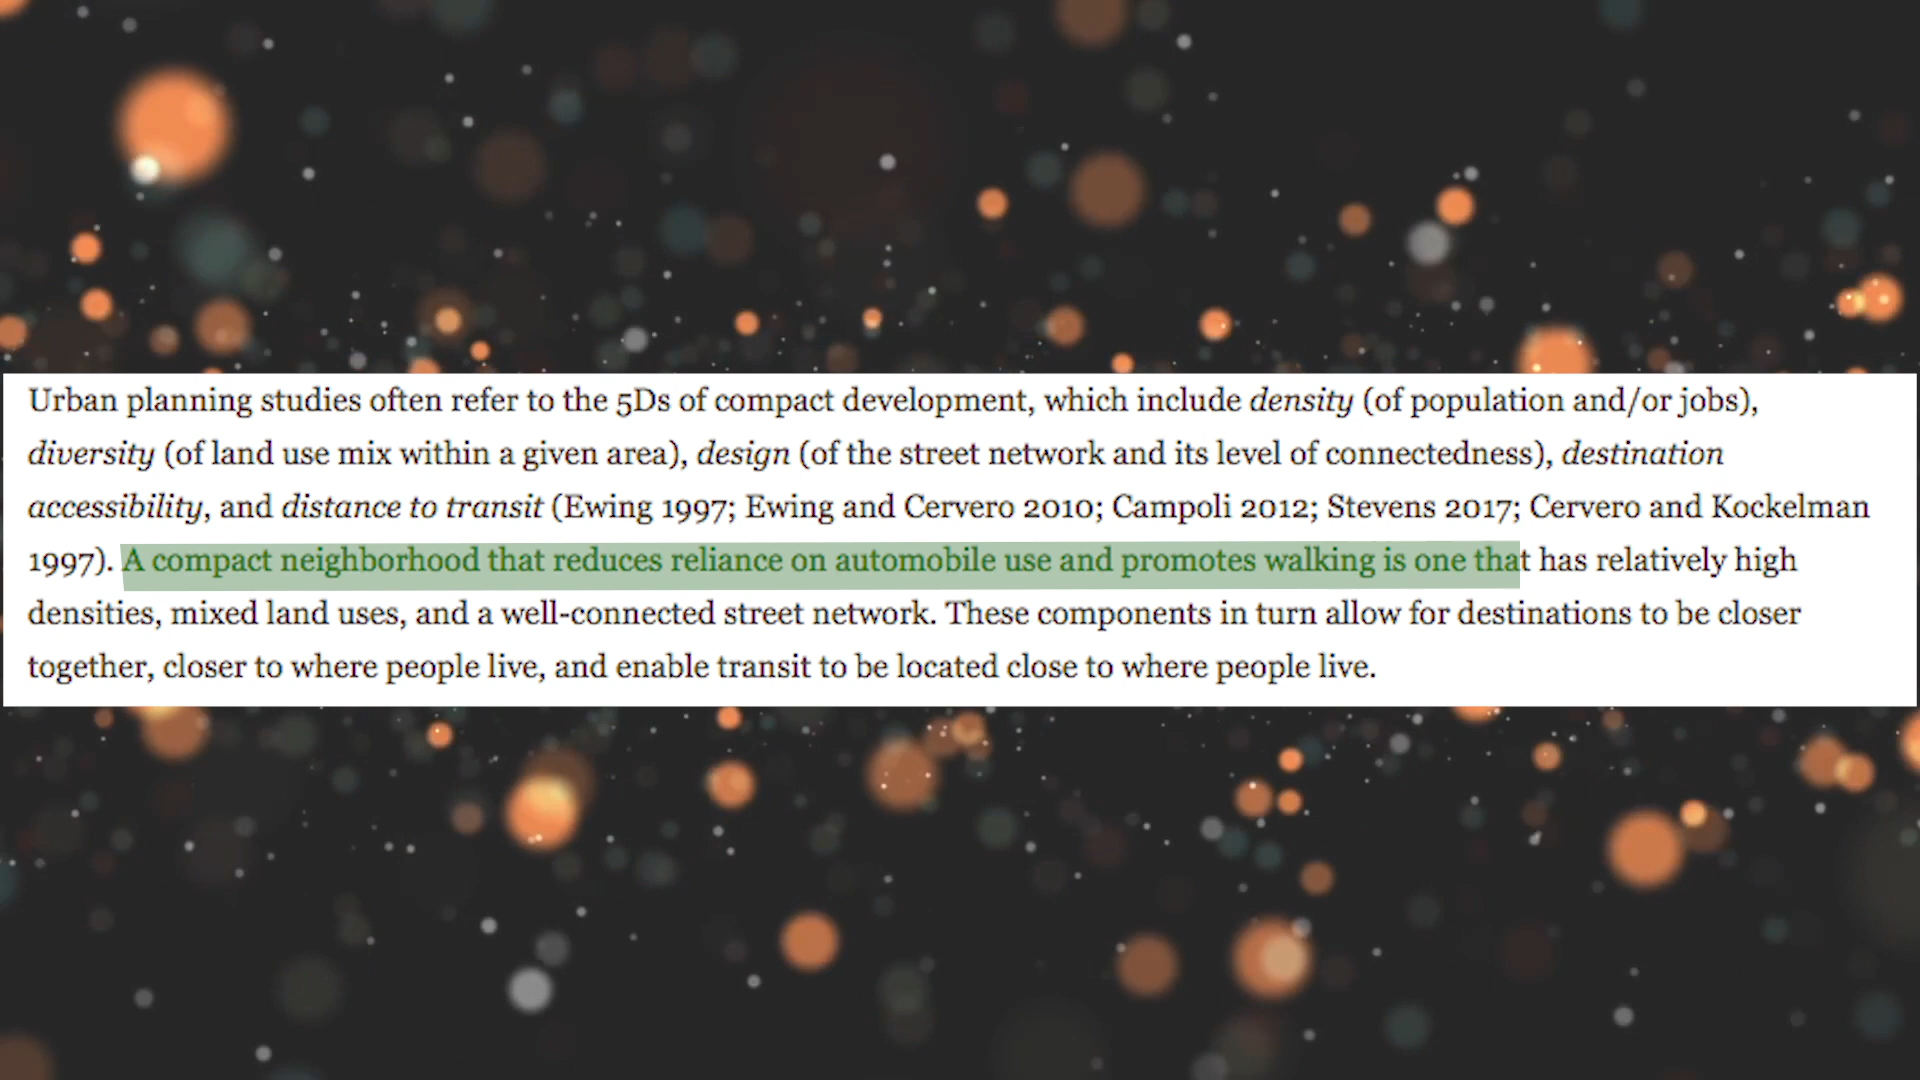 Urban planning studies often refer to the 5Ds of compact development, which include density (of population and/or jobs),
diversity (of land use mix within a given area), design (of the street network and its level of connectedness), destination
accessibility, and distance to transit (Ewing 1997; Ewing and Cervero 2010; Campoli 2012; Stevens 2017; Cervero and Kockelman
1997). A compact neighborhood that reduces reliance on automobile use and promotes walking is one that has relatively high
densities, mixed land uses, and a well-connected street network. These components in turn allow for destinations to be closer
together, closer to where people live, and enable transit to be located close to where people live.